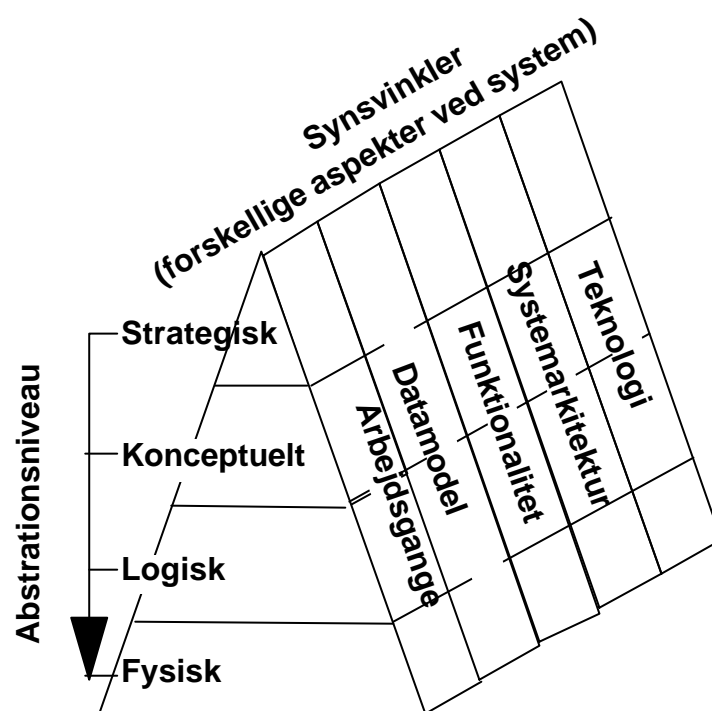 Synsvinkler
(forskellige aspekter ved system)
Abstrationsniveau
Strategisk
Konceptuelt
Logisk
Fysisk
Arbejdsgange
Datamodel
Funktionalitet
Systemarkitektur
Teknologi